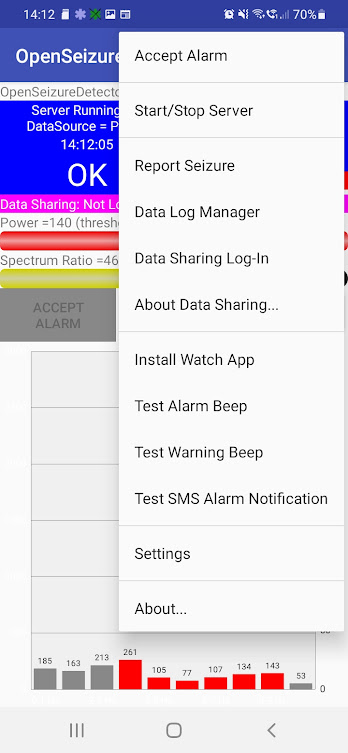 14:12
70%
OpenSeizure
OpenSeizureDetecto
Server Running
DataSource = P
14:12:05
OK
Data Sharing: Not Lo
Power =140 (thresh
Spectrum Ratio =46
ACCEPT
ALARM
Accept Alarm
Start/Stop Server
Report Seizure
Data Log Manager
Data Sharing Log-In
About Data Sharing...
Install Watch App
Test Alarm Beep
Test Warning Beep
Test SMS Alarm Notification
Settings
About...
185 163 213 261 105 77 107 134 143 53
0